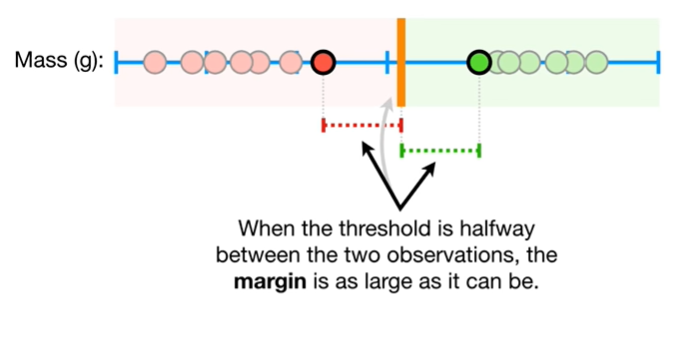 Mass (g):
When the threshold is halfway
between the two observations, the
margin is as large as it can be.